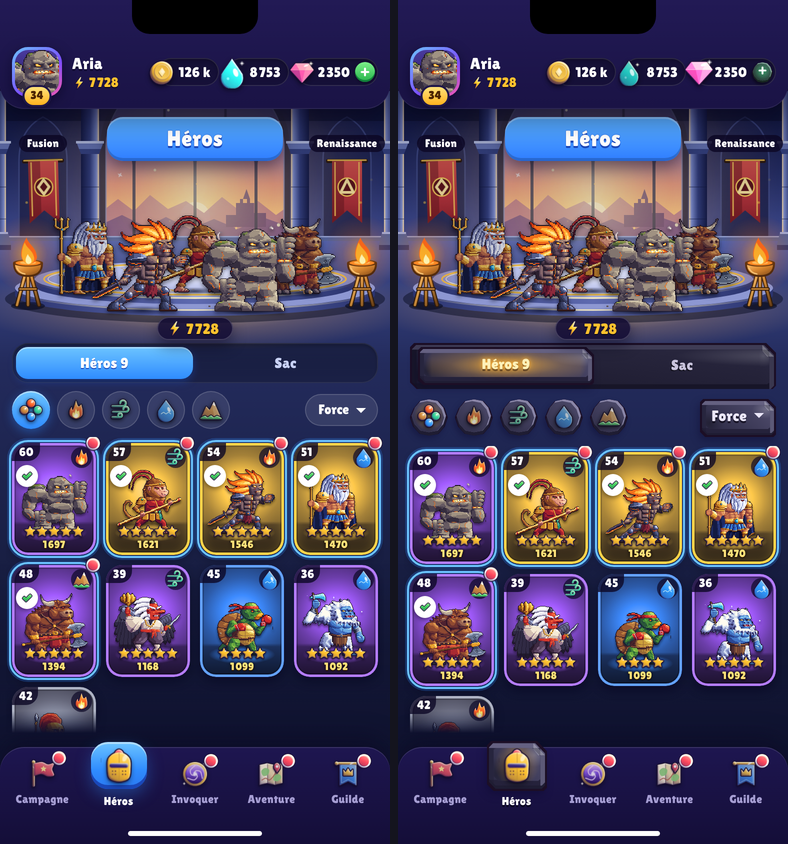 Aria
7728
126 k
8753
2350
34
Fusion
Héros
Renaissance
7728
Héros 9
Sac
Force
60
57
54
51
1697
1621
1546
1470
48
39
45
36
1394
1168
1099
1092
42
Campagne
Héros
Invoquer
Aventure
Guilde
Aria
7728
126 k
8753
2350
34
Fusion
Héros
Renaissance
7728
Héros 9
Sac
Force
60
57
54
51
1697
1621
1546
1470
48
39
45
36
1394
1168
1099
1092
42
Campagne
Héros
Invoquer
Aventure
Guilde